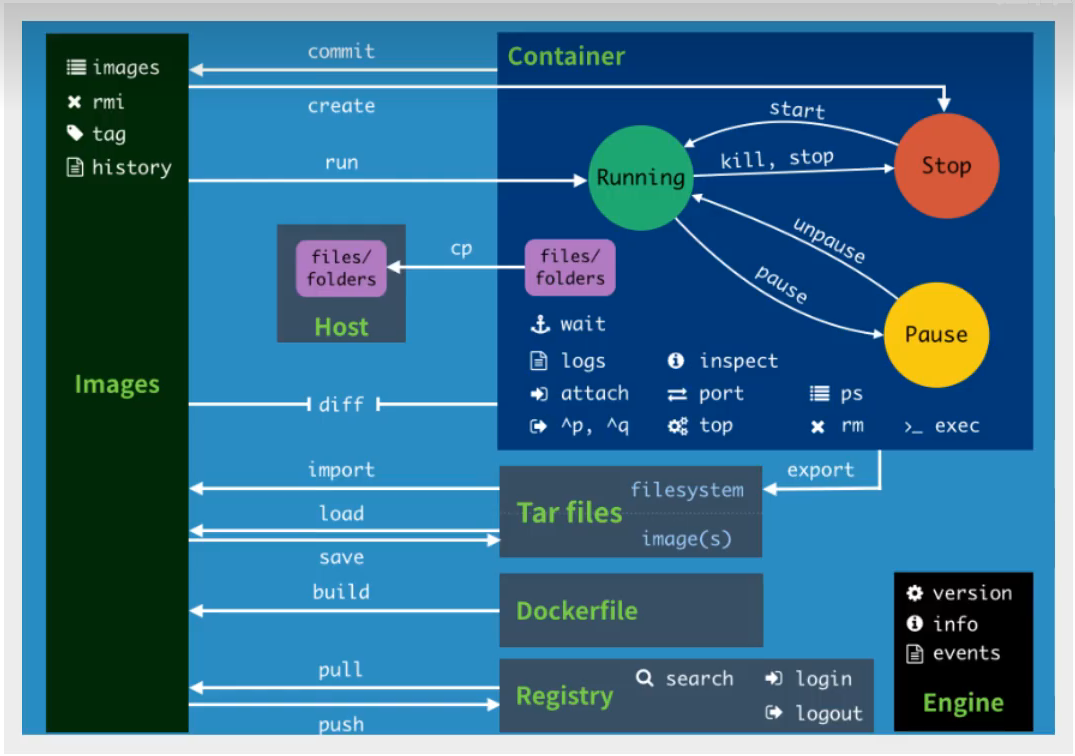 images
rmi
tag
history
Images
commit
create
run
Container
start
kill, stop
Running
Stop
unpause
pause
Pause
files/
folders
Host
cp
files/
folders
wait
logs
inspect
attach
port
ps
^p, ^q
top
rm
>_ exec
diff
import
export
load
save
Tar files
filesystem
image(s)
build
Dockerfile
pull
push
Registry
search
login
logout
version
info
events
Engine